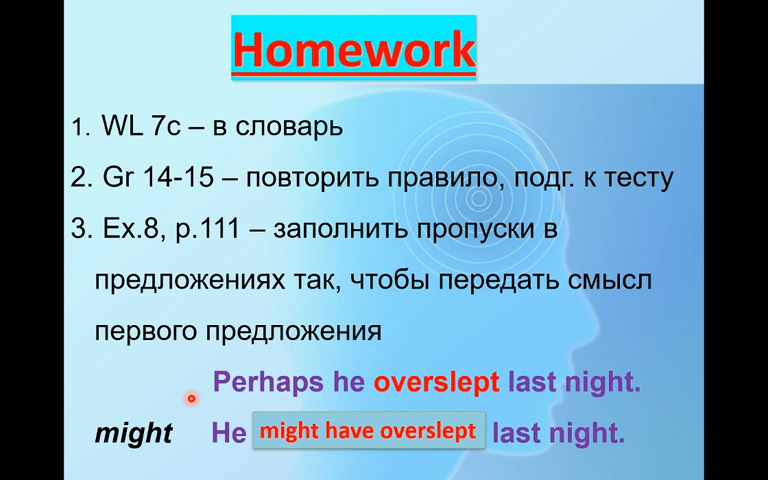 Homework
1. WL 7c – в словарь
2. Gr 14-15 – повторить правило, подг. к тесту
3. Ex.8, p.111 – заполнить пропуски в
предложениях так, чтобы передать смысл
первого предложения
Perhaps he overslept last night.
might He might have overslept last night.